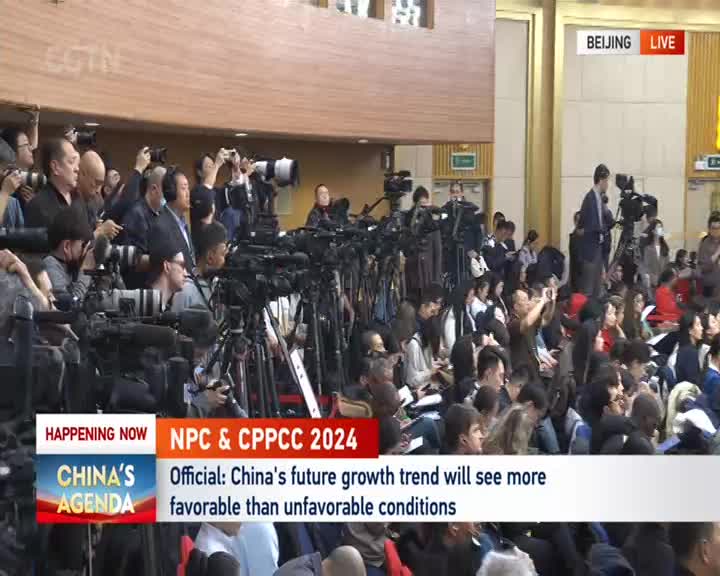 CGTN
BEIJING LIVE
HAPPENING NOW
NPC & CPPCC 2024
CHINA'S
AGENDA
Official: China's future growth trend will see more
favorable than unfavorable conditions